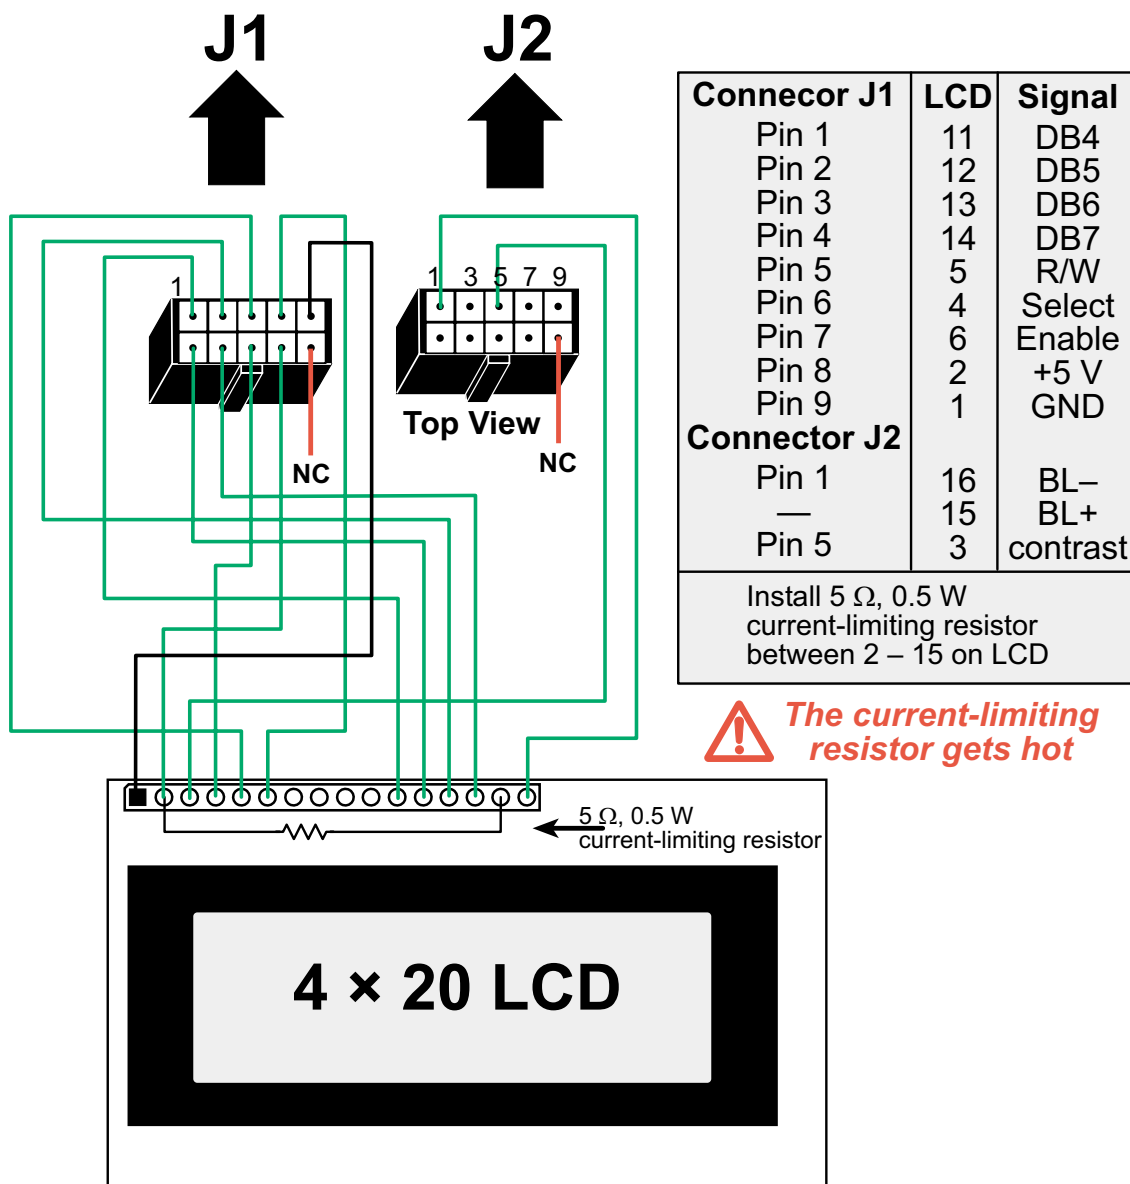 J1
J2
1
1 3 5 7 9
Top View
NC
NC
Connecor J1 LCD Signal
Pin 1 11 DB4
Pin 2 12 DB5
Pin 3 13 DB6
Pin 4 14 DB7
Pin 5 5 R/W
Pin 6 4 Select
Pin 7 6 Enable
Pin 8 2 +5 V
Pin 9 1 GND
Connector J2
Pin 1 16 BL–
— 15 BL+
Pin 5 3 contrast
Install 5 Ω, 0.5 W
current-limiting resistor
between 2 – 15 on LCD
The current-limiting
resistor gets hot
5 Ω, 0.5 W
current-limiting resistor
4 × 20 LCD